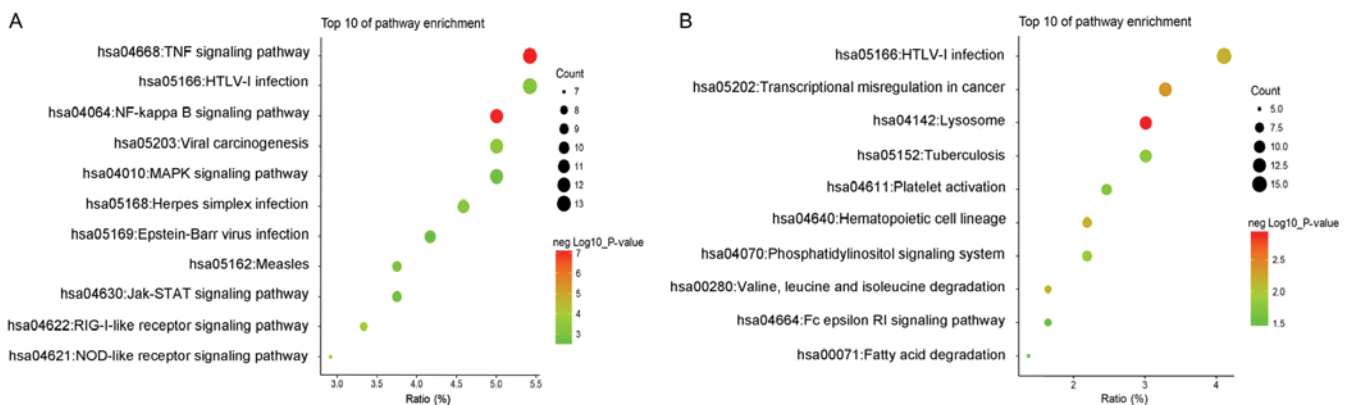 A
Top 10 of pathway enrichment
hsa04668:TNF signaling pathway
hsa05166:HTLV-I infection
hsa04064:NF-kappa B signaling pathway
hsa05203:Viral carcinogenesis
hsa04010:MAPK signaling pathway
hsa05168:Herpes simplex infection
hsa05169:Epstein-Barr virus infection
hsa05162:Measles
hsa04630:Jak-STAT signaling pathway
hsa04622:RIG-I-like receptor signaling pathway
hsa04621:NOD-like receptor signaling pathway
3.0 3.5 4.0 4.5 5.0 5.5
Ratio (%)
Count
7
8
9
10
11
12
13
neg Log10_P-value
7
6
5
4
3
B
Top 10 of pathway enrichment
hsa05166:HTLV-I infection
hsa05202:Transcriptional misregulation in cancer
hsa04142:Lysosome
hsa05152:Tuberculosis
hsa04611:Platelet activation
hsa04640:Hematopoietic cell lineage
hsa04070:Phosphatidylinositol signaling system
hsa00280:Valine, leucine and isoleucine degradation
hsa04664:Fc epsilon RI signaling pathway
hsa00071:Fatty acid degradation
2 3 4
Ratio (%)
Count
5.0
7.5
10.0
12.5
15.0
neg Log10_P-value
2.5
2.0
1.5